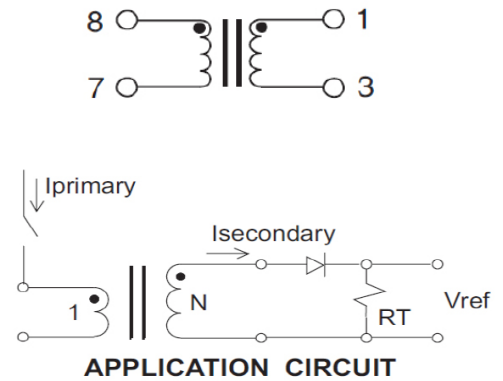 8 1
7 3
Iprimary
Isecondary
1 N RT Vref
APPLICATION CIRCUIT